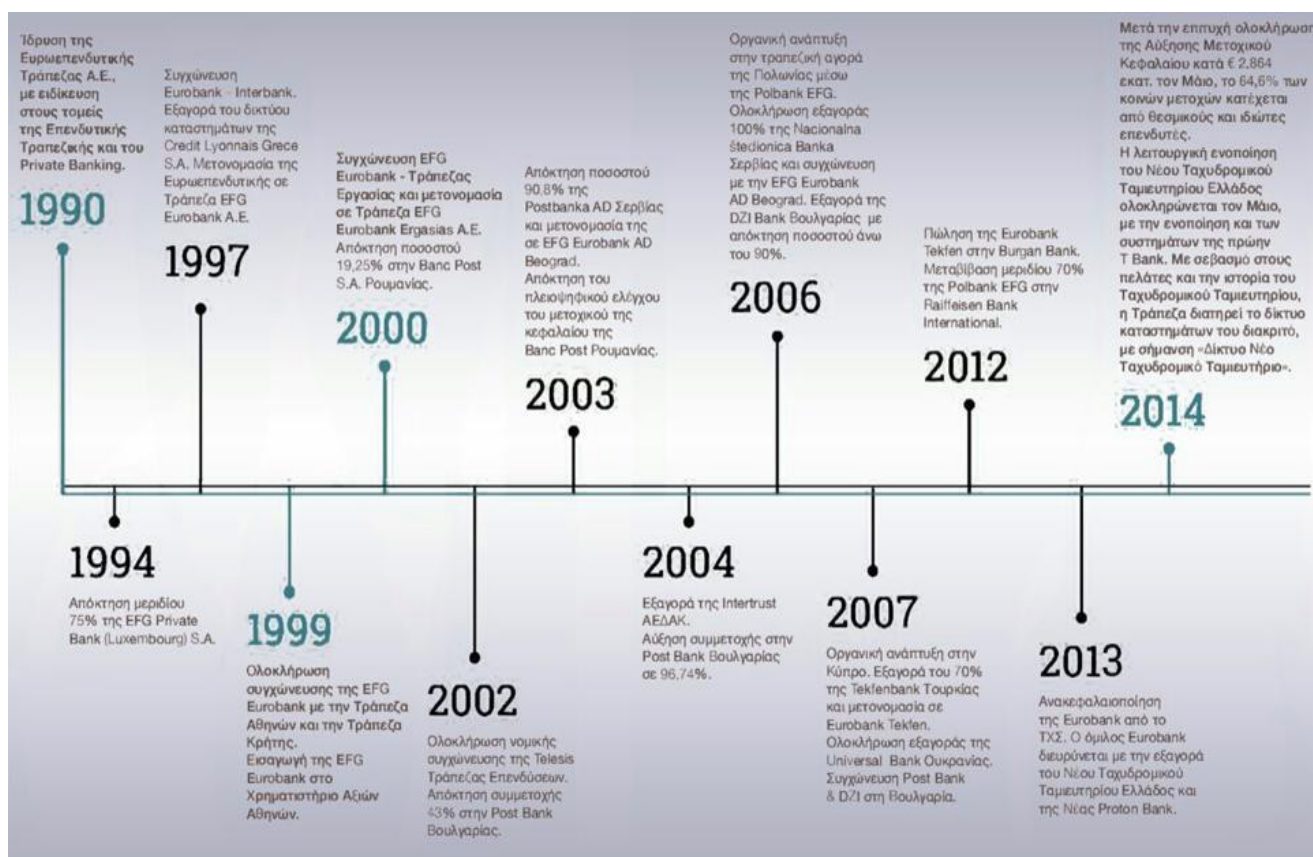 Ίδρυση της
Ευρωεπενδυτικής
Τράπεζας Α.Ε.,
με ειδίκευση
στους τομείς
της Επενδυτικής
Τραπεζικής και του
Private Banking.
1990
1994
Απόκτηση μεριδίου
75% της EFG Private
Bank (Luxembourg) S.A.
Συγχώνευση
Eurobank - Interbank.
Εξαγορά του δικτύου
καταστημάτων της
Credit Lyonnais Grece
S.A. Μετονομασία της
Ευρωεπενδυτικής σε
Τράπεζα EFG
Eurobank Α.Ε.
1997
1999
Ολοκλήρωση
συγχώνευσης της EFG
Eurobank με την Τράπεζα
Αθηνών και την Τράπεζα
Κρήτης.
Εισαγωγή της EFG
Eurobank στο
Χρηματιστήριο Αξιών
Αθηνών.
Συγχώνευση EFG
Eurobank - Τράπεζας
Εργασίας και μετονομασία
σε Τράπεζα EFG
Eurobank Ergasias Α.Ε.
Απόκτηση ποσοστού
19,25% στην Banc Post
S.A. Ρουμανίας.
2000
2002
Ολοκλήρωση νομικής
συγχώνευσης της Telesis
Τράπεζας Επενδύσεων.
Απόκτηση συμμετοχής
43% στην Post Bank
Βουλγαρίας.
Απόκτηση ποσοστού
90,8% της
Postbanka AD Σερβίας
και μετονομασία της
σε EFG Eurobank AD
Beograd.
Απόκτηση του
πλειοψηφικού ελέγχου
του μετοχικού της
κεφαλαίου της
Banc Post Ρουμανίας.
2003
2004
Εξαγορά της Intertrust
ΑΕΔΑΚ.
Αύξηση συμμετοχής στην
Post Bank Βουλγαρίας
σε 96,74%.
Οργανική ανάπτυξη
στην τραπεζική αγορά
της Πολωνίας μέσω
της Polbank EFG.
Ολοκλήρωση εξαγοράς
100% της Nacionalna
štedionica Banka
Σερβίας και συγχώνευση
με την EFG Eurobank
AD Beograd. Εξαγορά της
DZI Bank Βουλγαρίας με
απόκτηση ποσοστού άνω
του 90%.
2006
2007
Οργανική ανάπτυξη στην
Κύπρο. Εξαγορά του 70%
της Tekfenbank Τουρκίας
και μετονομασία σε
Eurobank Tekfen.
Ολοκλήρωση εξαγοράς της
Universal Bank Ουκρανίας.
Συγχώνευση Post Bank
& DZI στη Βουλγαρία.
Πώληση της Eurobank
Tekfen στην Burgan Bank.
Μεταβίβαση μεριδίου 70%
της Polbank EFG στην
Raiffeisen Bank
International.
2012
2013
Ανακεφαλαιοποίηση
της Eurobank από το
ΤΧΣ. Ο όμιλος Eurobank
διευρύνεται με την εξαγορά
του Νέου Ταχυδρομικού
Ταμιευτηρίου Ελλάδος και
της Νέας Proton Bank.
Μετά την επιτυχή ολοκλήρωση
της Αύξησης Μετοχικού
Κεφαλαίου κατά € 2,864
εκατ. τον Μάιο, το 64,6% των
κοινών μετοχών κατέχεται
από θεσμικούς και ιδιώτες
επενδυτές.
Η λειτουργική ενοποίηση
του Νέου Ταχυδρομικού
Ταμιευτηρίου Ελλάδος
ολοκληρώνεται τον Μάιο,
με την ενοποίηση και των
συστημάτων της πρώην
T Bank. Με σεβασμό στους
πελάτες και την ιστορία του
Ταχυδρομικού Ταμιευτηρίου,
η Τράπεζα διατηρεί το δίκτυο
καταστημάτων του διακριτό,
με σήμανση «Δίκτυο Νέο
Ταχυδρομικό Ταμιευτήριο».
2014